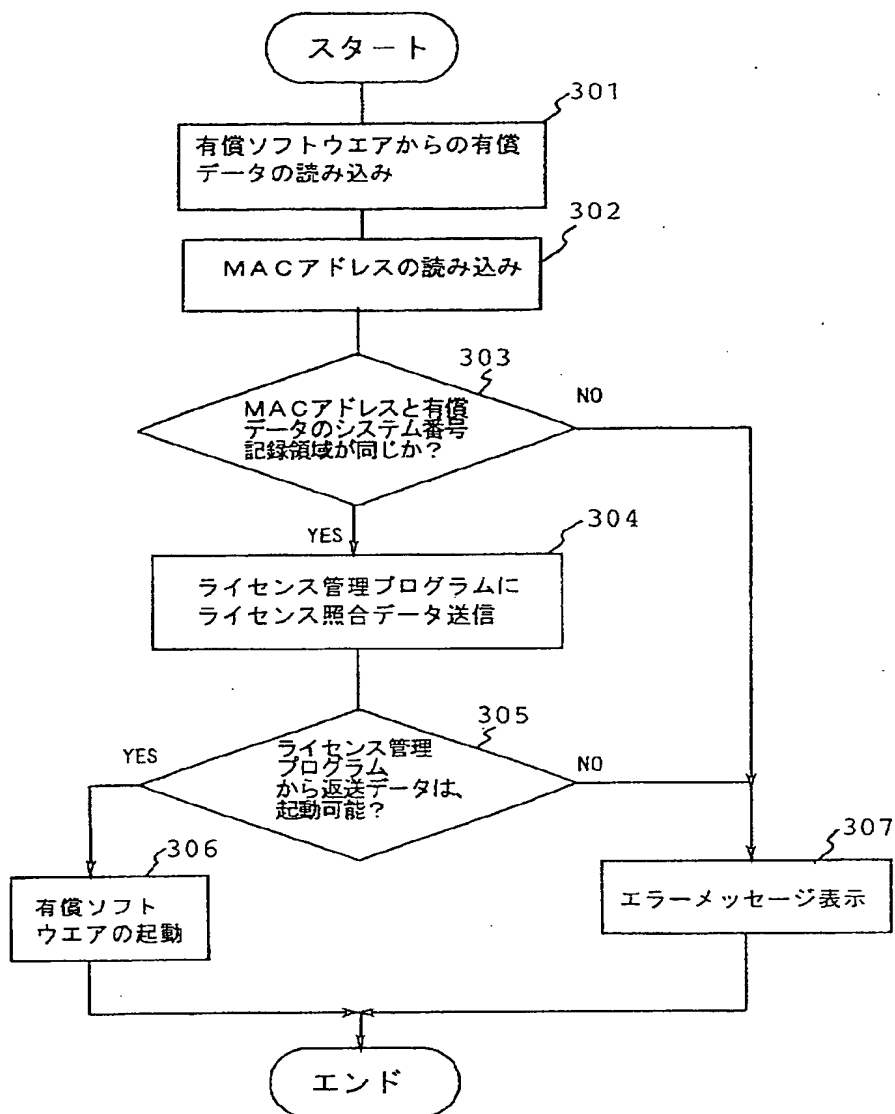 スタート
301
有償ソフトウエアからの有償
データの読み込み
302
MACアドレスの読み込み
303
MACアドレスと有償
データのシステム番号
記録領域が同じか?
NO
YES
304
ライセンス管理プログラムに
ライセンス照合データ送信
305
ライセンス管理
プログラム
から返送データは、
起動可能?
YES
NO
306
有償ソフト
ウエアの起動
307
エラーメッセージ表示
エンド